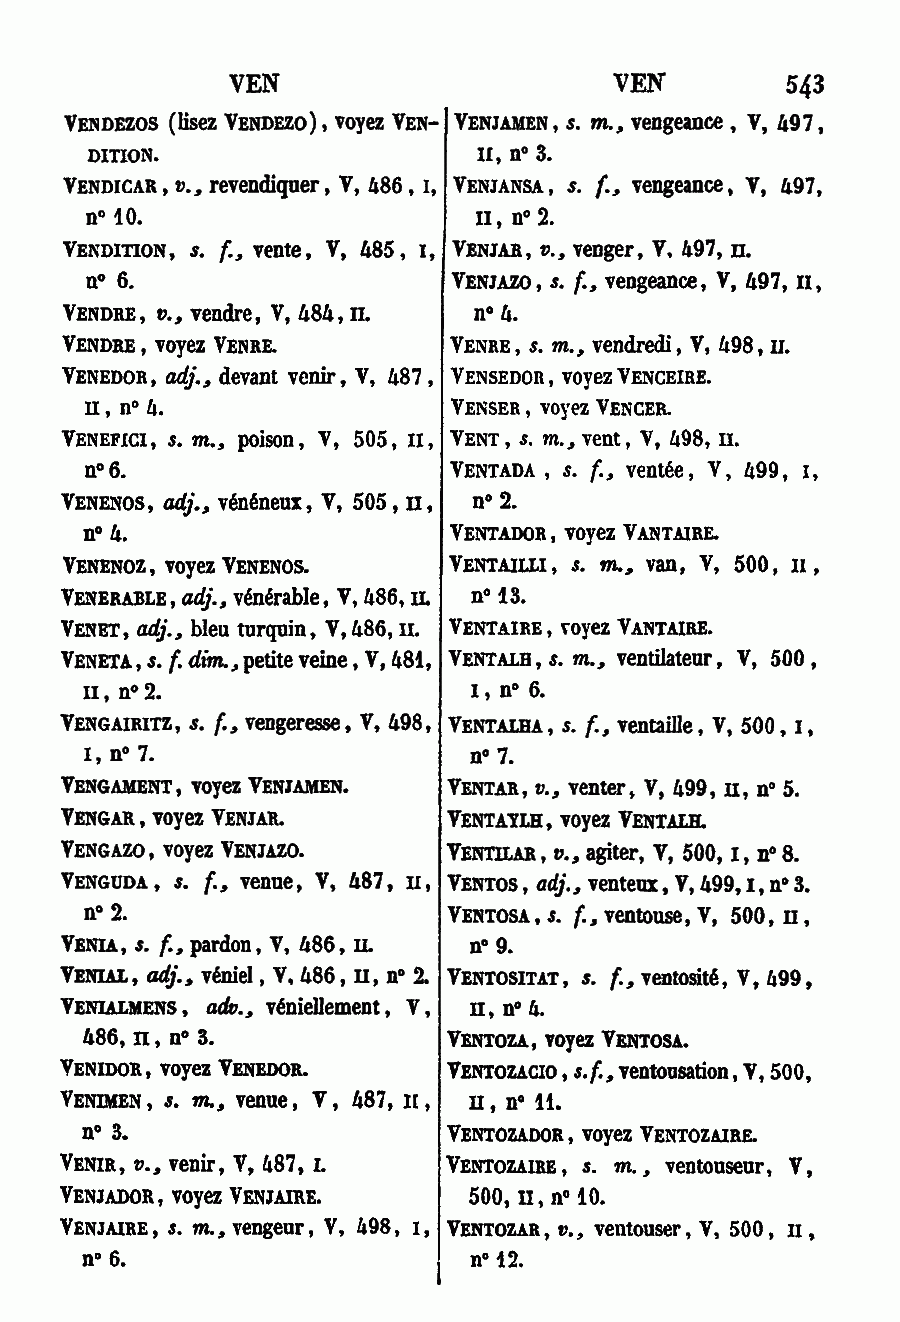 VEN VEN 543
VENDEZOS (lisez VENDEZO), voyez VEN-
DITION.
VENDICAR, v., revendiquer, V, 486, I,
n° 10.
VENDITION, s. f., vente, V, 485, I,
n° 6.
VENDRE, v., vendre, V, 484, II.
VENDRE, voyez VENRE.
VENEDOR, adj., devant venir, V, 487,
II, n° 4.
VENEFICI, s. m., poison, V, 505, II,
n° 6.
VENENOS, adj., vénéneux, V, 505, II,
n° 4.
VENENOZ, voyez VENENOS.
VENERABLE, adj., vénérable, V, 486, II.
VENET, adj., bleu turquin, V, 486, II.
VENETA, s. f. dim., petite veine, V, 481,
II, n° 2.
VENGAIRITZ, s. f., vengeresse, V, 498,
I, n° 7.
VENGAMENT, voyez VENJAMEN.
VENGAR, voyez VENJAR.
VENGAZO, voyez VENJAZO.
VENGUDA, s. f., venue, V, 487, II,
n° 2.
VENIA, s. f., pardon, V, 486, II.
VENIAL, adj., véniel, V, 486, II, n° 2.
VENIALMENS, adv., véniellement, V,
486, II, n° 3.
VENIDOR, voyez VENEDOR.
VENIMEN, s. m., venue, V, 487, II,
n° 3.
VENIR, v., venir, V, 487, I.
VENJADOR, voyez VENJAIRE.
VENJAIRE, s. m., vengeur, V, 498, I,
n° 6.
VENJAMEN, s. m., vengeance, V, 497,
II, n° 3.
VENJANSA, s. f., vengeance, V, 497,
II, n° 2.
VENJAR, v., venger, V, 497, II.
VENJAZO, s. f., vengeance, V, 497, II,
n° 4.
VENRE, s. m., vendredi, V, 498, II.
VENSEDOR, voyez VENCEIRE.
VENSER, voyez VENCER.
VENT, s. m., vent, V, 498, II.
VENTADA, s. f., ventée, V, 499, I,
n° 2.
VENTADOR, voyez VANTAIRE.
VENTAILLI, s. m., van, V, 500, II,
n° 13.
VENTAIRE, voyez VANTAIRE.
VENTALH, s. m., ventilateur, V, 500,
I, n° 6.
VENTALHA, s. f., ventaille, V, 500, I,
n° 7.
VENTAR, v., venter, V, 499, II, n° 5.
VENTAYLH, voyez VENTALH.
VENTILAR, v., agiter, V, 500, I, n° 8.
VENTOS, adj., venteux, V, 499, I, n° 3.
VENTOSA, s. f., ventouse, V, 500, II,
n° 9.
VENTOSITAT, s. f., ventosité, V, 499,
II, n° 4.
VENTOZA, voyez VENTOSA.
VENTOZACIO, s. f., ventousation, V, 500,
II, n° 11.
VENTOZADOR, voyez VENTOZAIRE.
VENTOZAIRE, s. m., ventouseur, V,
500, II, n° 10.
VENTOZAR, v., ventouser, V, 500, II,
n° 12.